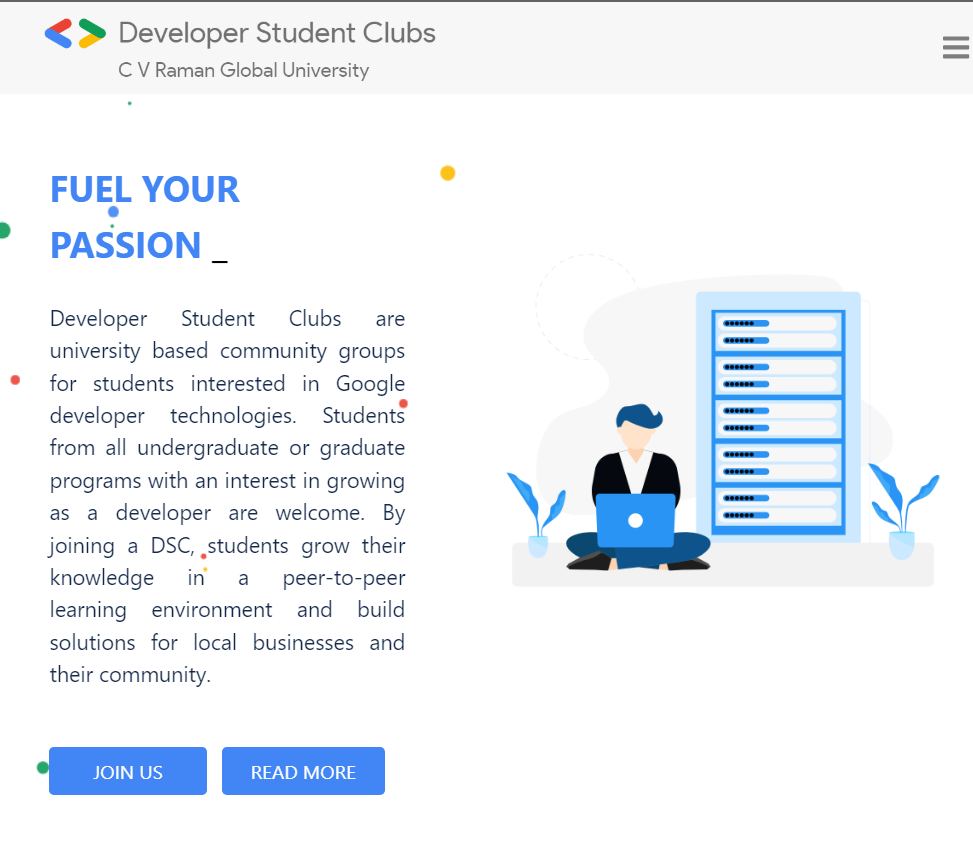 Developer Student Clubs
C V Raman Global University
FUEL YOUR
PASSION _
Developer Student Clubs are
university based community groups
for students interested in Google
developer technologies. Students
from all undergraduate or graduate
programs with an interest in growing
as a developer are welcome. By
joining a DSC, students grow their
knowledge in a peer-to-peer
learning environment and build
solutions for local businesses and
their community.
JOIN US
READ MORE